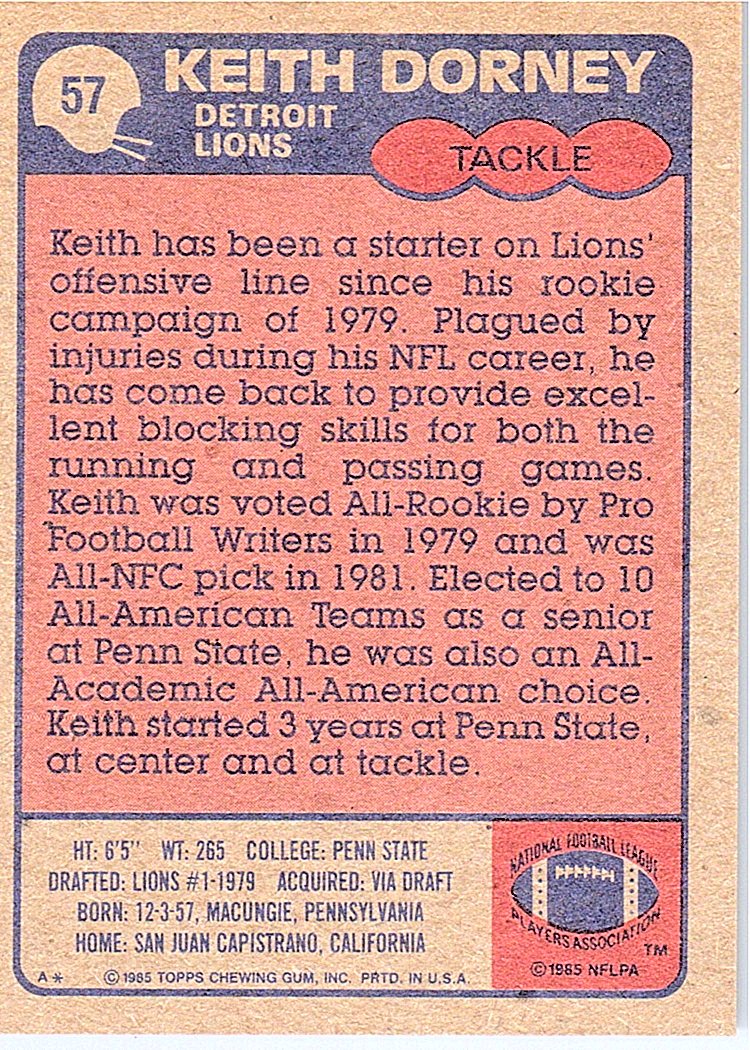 57
KEITH DORNEY
DETROIT
LIONS
TACKLE
Keith has been a starter on Lions'
offensive line since his rookie
campaign of 1979. Plagued by
injuries during his NFL career, he
has come back to provide excel-
lent blocking skills for both the
running and passing games.
Keith was voted All-Rookie by Pro
Football Writers in 1979 and was
All-NFC pick in 1981. Elected to 10
All-American Teams as a senior
at Penn State, he was also an All-
Academic All-American choice.
Keith started 3 years at Penn State,
at center and at tackle.
HT: 6'5" WT: 265 COLLEGE: PENN STATE
DRAFTED: LIONS #1-1979 ACQUIRED: VIA DRAFT
BORN: 12-3-57, MACUNGIE, PENNSYLVANIA
HOME: SAN JUAN CAPISTRANO, CALIFORNIA
A* ©1985 TOPPS CHEWING GUM, INC. PRTD. IN U.S.A.
NATIONAL FOOTBALL LEAGUE
PLAYERS ASSOCIATION
TM
©1985 NFLPA